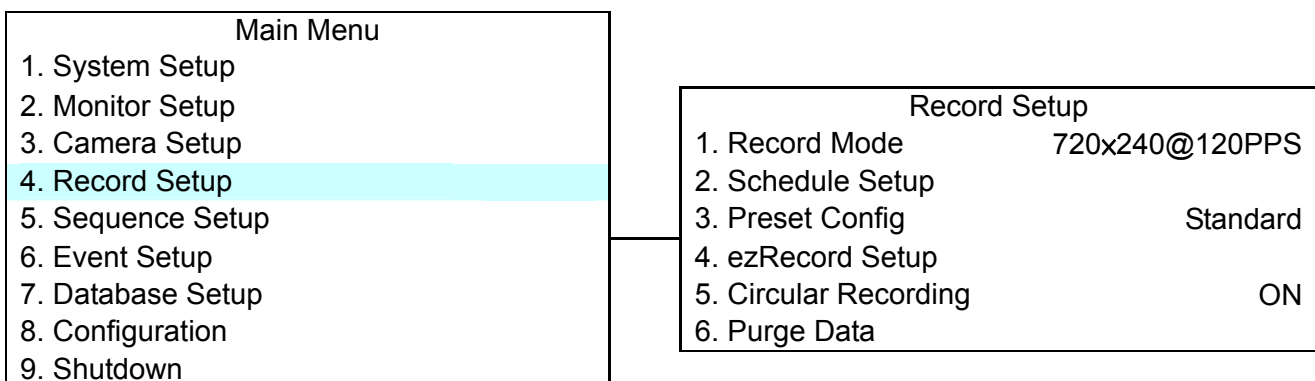 Main Menu
1. System Setup
2. Monitor Setup
3. Camera Setup
4. Record Setup
5. Sequence Setup
6. Event Setup
7. Database Setup
8. Configuration
9. Shutdown
Record Setup
1. Record Mode 720x240@120PPS
2. Schedule Setup
3. Preset Config Standard
4. ezRecord Setup
5. Circular Recording ON
6. Purge Data